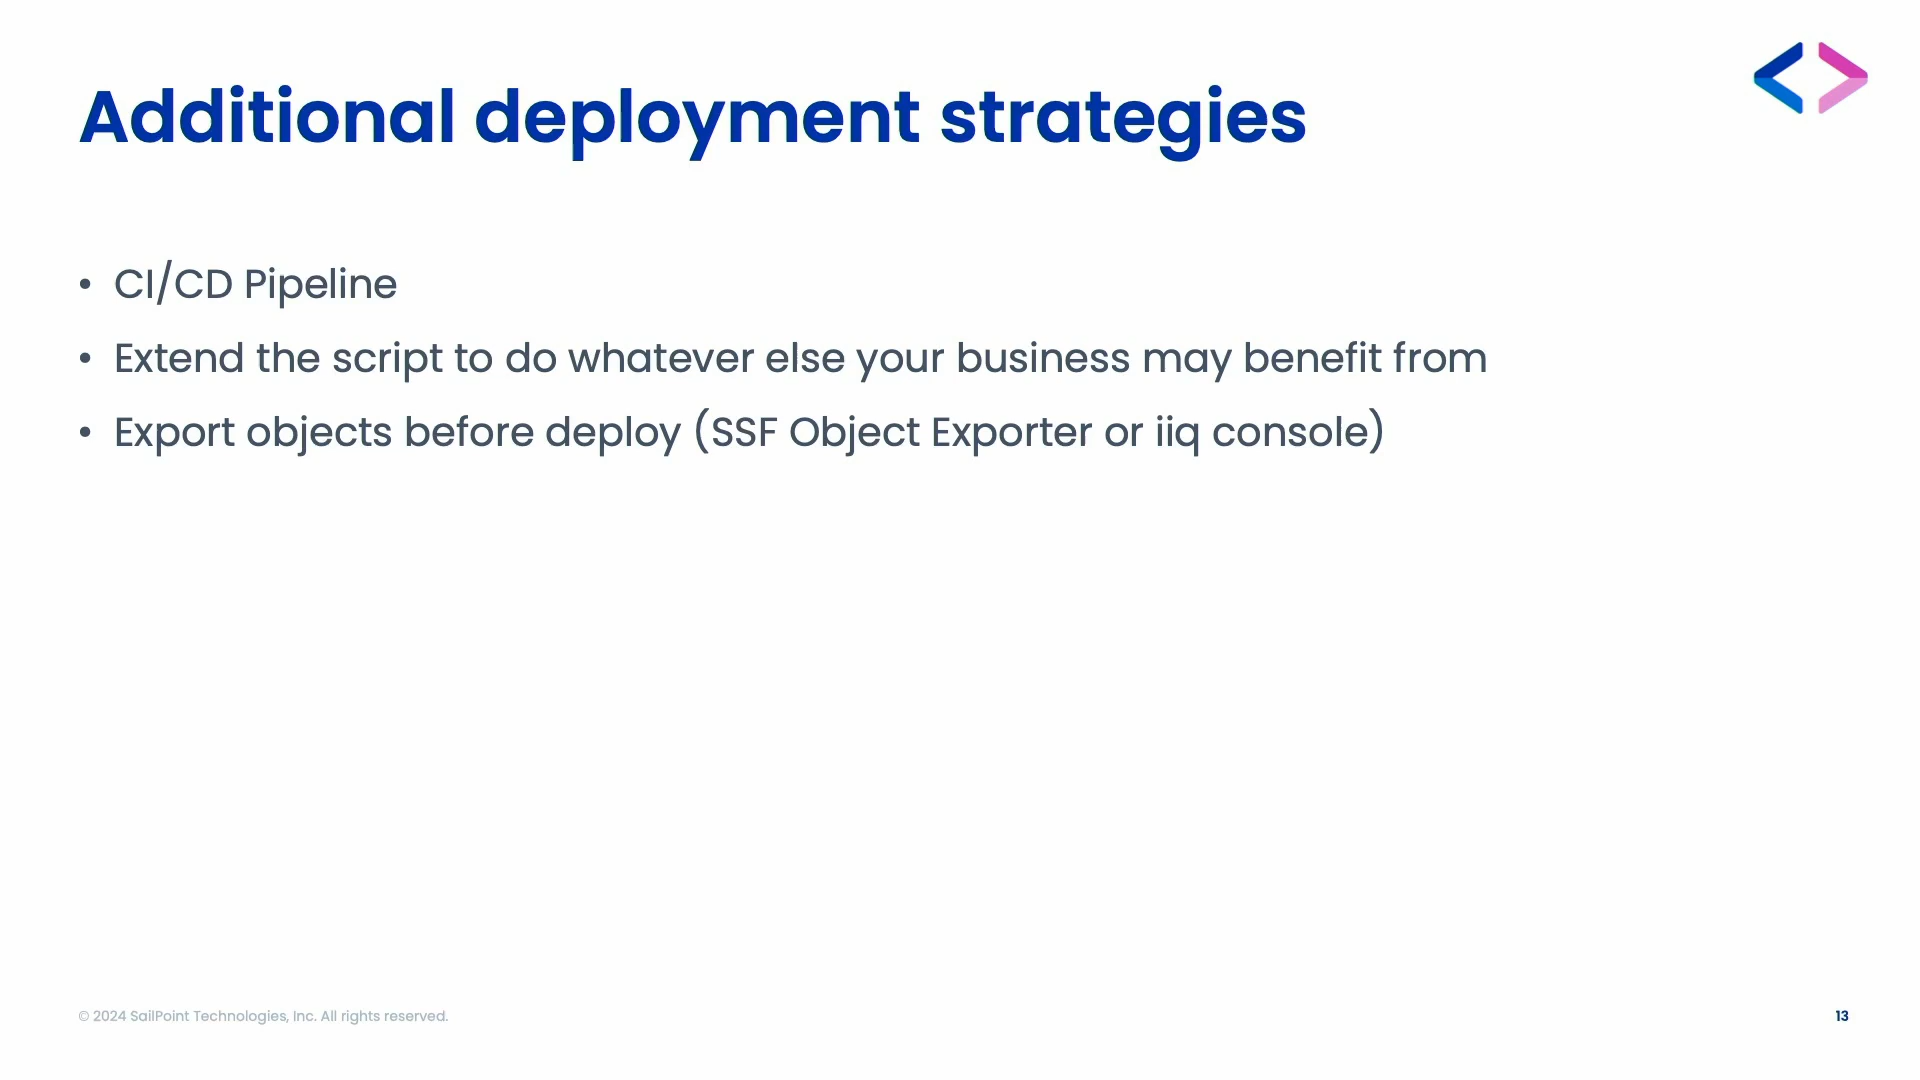 Additional deployment strategies
• CI/CD Pipeline
• Extend the script to do whatever else your business may benefit from
• Export objects before deploy (SSF Object Exporter or iiq console)
© 2024 SailPoint Technologies, Inc. All rights reserved.
13